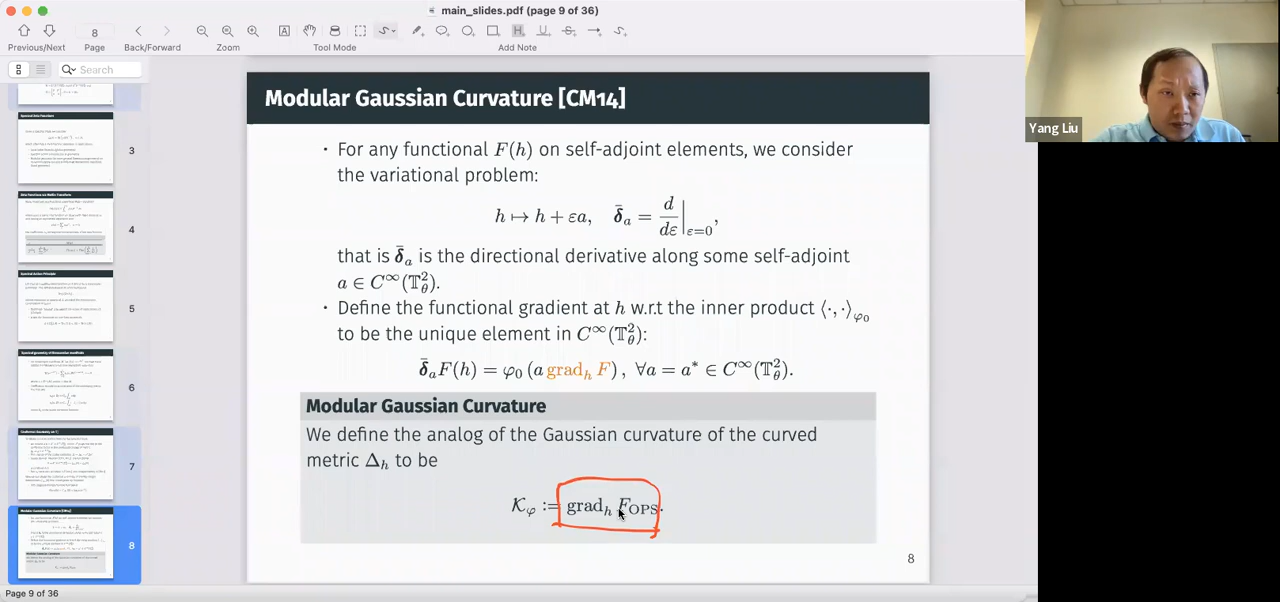 main_slides.pdf (page 9 of 36)
8
Search
Previous/Next
Page
Back/Forward
Zoom
Tool Mode
Add Note
Yang Liu
3
4
5
6
7
8
Modular Gaussian Curvature [CM14]
· For any functional F(h) on self-adjoint elements, we consider
the variational problem:
h ↦ h + εa, δ̄ₐ = d/dε|ε=0,
that is δ̄ₐ is the directional derivative along some self-adjoint
a ∈ C^∞(𝕋²_θ).
· Define the functional gradient at h w.r.t the inner product ⟨·,·⟩_φ₀
to be the unique element in C^∞(𝕋²_θ):
δ̄ₐF(h) = φ₀ (a grad_h F), ∀a = a* ∈ C^∞(𝕋²_θ).
Modular Gaussian Curvature
We define the analog of the Gaussian curvature of the curved
metric Δ_h to be
𝒦_φ := grad_h F_OPS.
8
Page 9 of 36